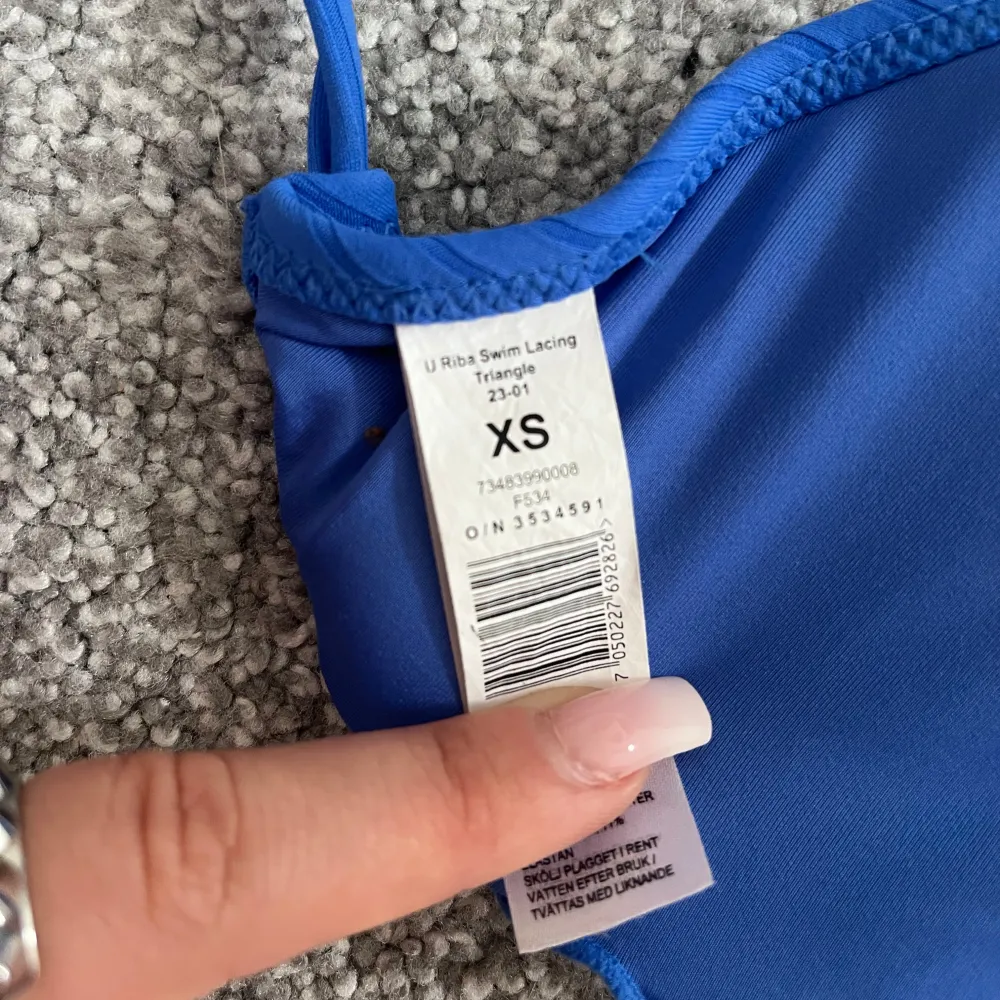 U Riba Swim Lacing
Triangle
23-01
XS
73483990008
F534
O/N 3534591
7 050227 692826>
SKÖLJ PLAGGET I RENT
VATTEN EFTER BRUK /
TVÄTTAS MED LIKNANDE